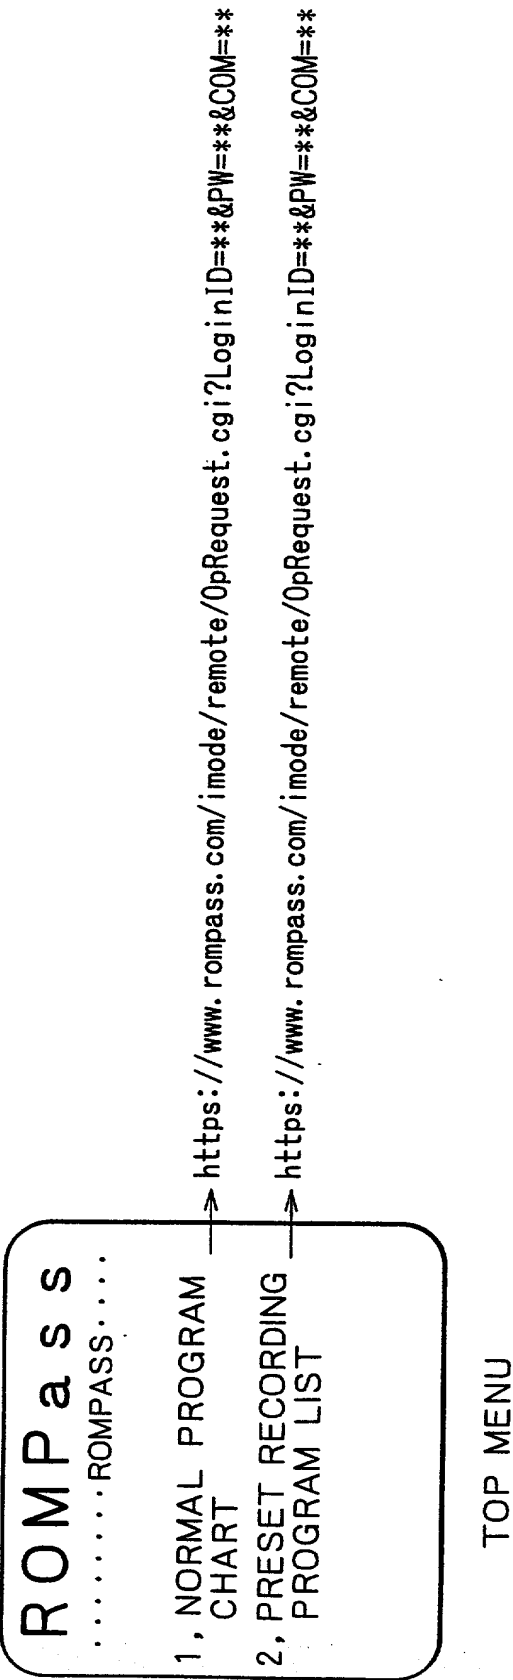 ROMPass
........ROMPASS....
1, NORMAL PROGRAM
CHART
https://www.rompass.com/imode/remote/OpRequest.cgi?LoginID=**&PW=**&COM=**
2, PRESET RECORDING
PROGRAM LIST
https://www.rompass.com/imode/remote/OpRequest.cgi?LoginID=**&PW=**&COM=**
TOP MENU